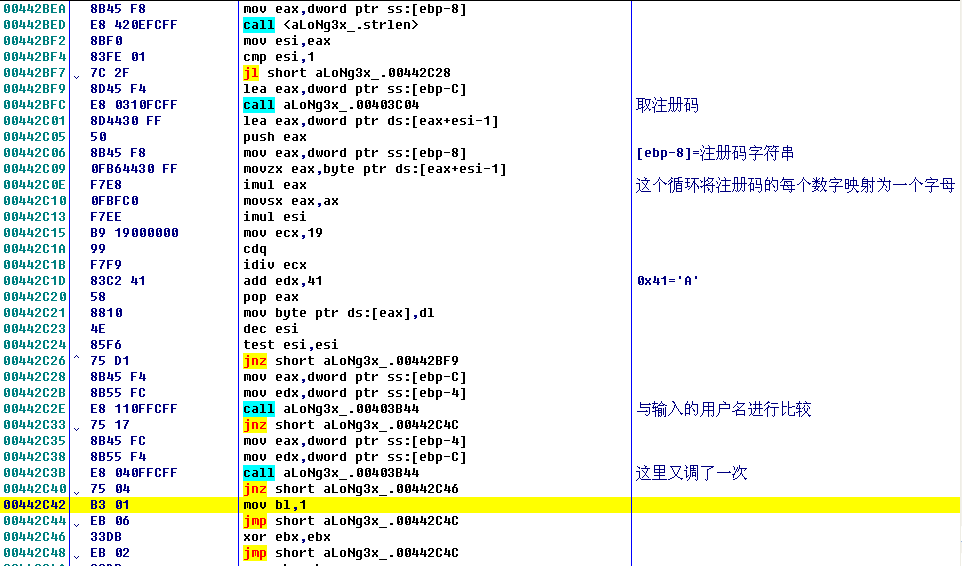 00442BEA 8B45 F8 mov eax,dword ptr ss:[ebp-8]
00442BED E8 420EFCFF call <aLoNg3x_.strlen>
00442BF2 8BF0 mov esi,eax
00442BF4 83FE 01 cmp esi,1
00442BF7 7C 2F jl short aLoNg3x_.00442C28
00442BF9 8D45 F4 lea eax,dword ptr ss:[ebp-C]
00442BFC E8 0310FCFF call aLoNg3x_.00403C04 取注册码
00442C01 8D4430 FF lea eax,dword ptr ds:[eax+esi-1]
00442C05 50 push eax
00442C06 8B45 F8 mov eax,dword ptr ss:[ebp-8] [ebp-8]=注册码字符串
00442C09 0FB64430 FF movzx eax,byte ptr ds:[eax+esi-1]
00442C0E F7E8 imul eax 这个循环将注册码的每个数字映射为一个字母
00442C10 0FBFC0 movsx eax,ax
00442C13 F7EE imul esi
00442C15 B9 19000000 mov ecx,19
00442C1A 99 cdq
00442C1B F7F9 idiv ecx
00442C1D 83C2 41 add edx,41 0x41='A'
00442C20 58 pop eax
00442C21 8810 mov byte ptr ds:[eax],dl
00442C23 4E dec esi
00442C24 85F6 test esi,esi
00442C26 ^ 75 D1 jnz short aLoNg3x_.00442BF9
00442C28 8B45 F4 mov eax,dword ptr ss:[ebp-C]
00442C2B 8B55 FC mov edx,dword ptr ss:[ebp-4]
00442C2E E8 110FFCFF call aLoNg3x_.00403B44 与输入的用户名进行比较
00442C33 75 17 jnz short aLoNg3x_.00442C4C
00442C35 8B45 FC mov eax,dword ptr ss:[ebp-4]
00442C38 8B55 F4 mov edx,dword ptr ss:[ebp-C]
00442C3B E8 040FFCFF call aLoNg3x_.00403B44 这里又调了一次
00442C40 75 04 jnz short aLoNg3x_.00442C46
00442C42 B3 01 mov bl,1
00442C44 EB 06 jmp short aLoNg3x_.00442C4C
00442C46 33DB xor ebx,ebx
00442C48 EB 02 jmp short aLoNg3x_.00442C4C